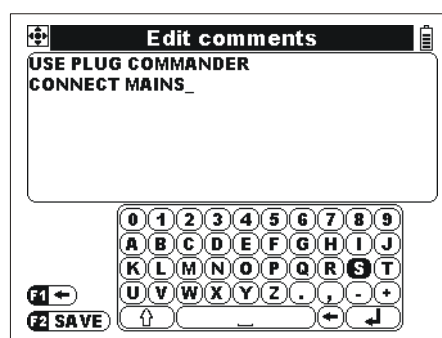 Edit comments
USE PLUG COMMANDER
CONNECT MAINS_
0 1 2 3 4 5 6 7 8 9
A B C D E F G H I J
K L M N O P Q R S T
F1 ← U V W X Y Z . , - +
F2 SAVE ⇧ _ ← ↲